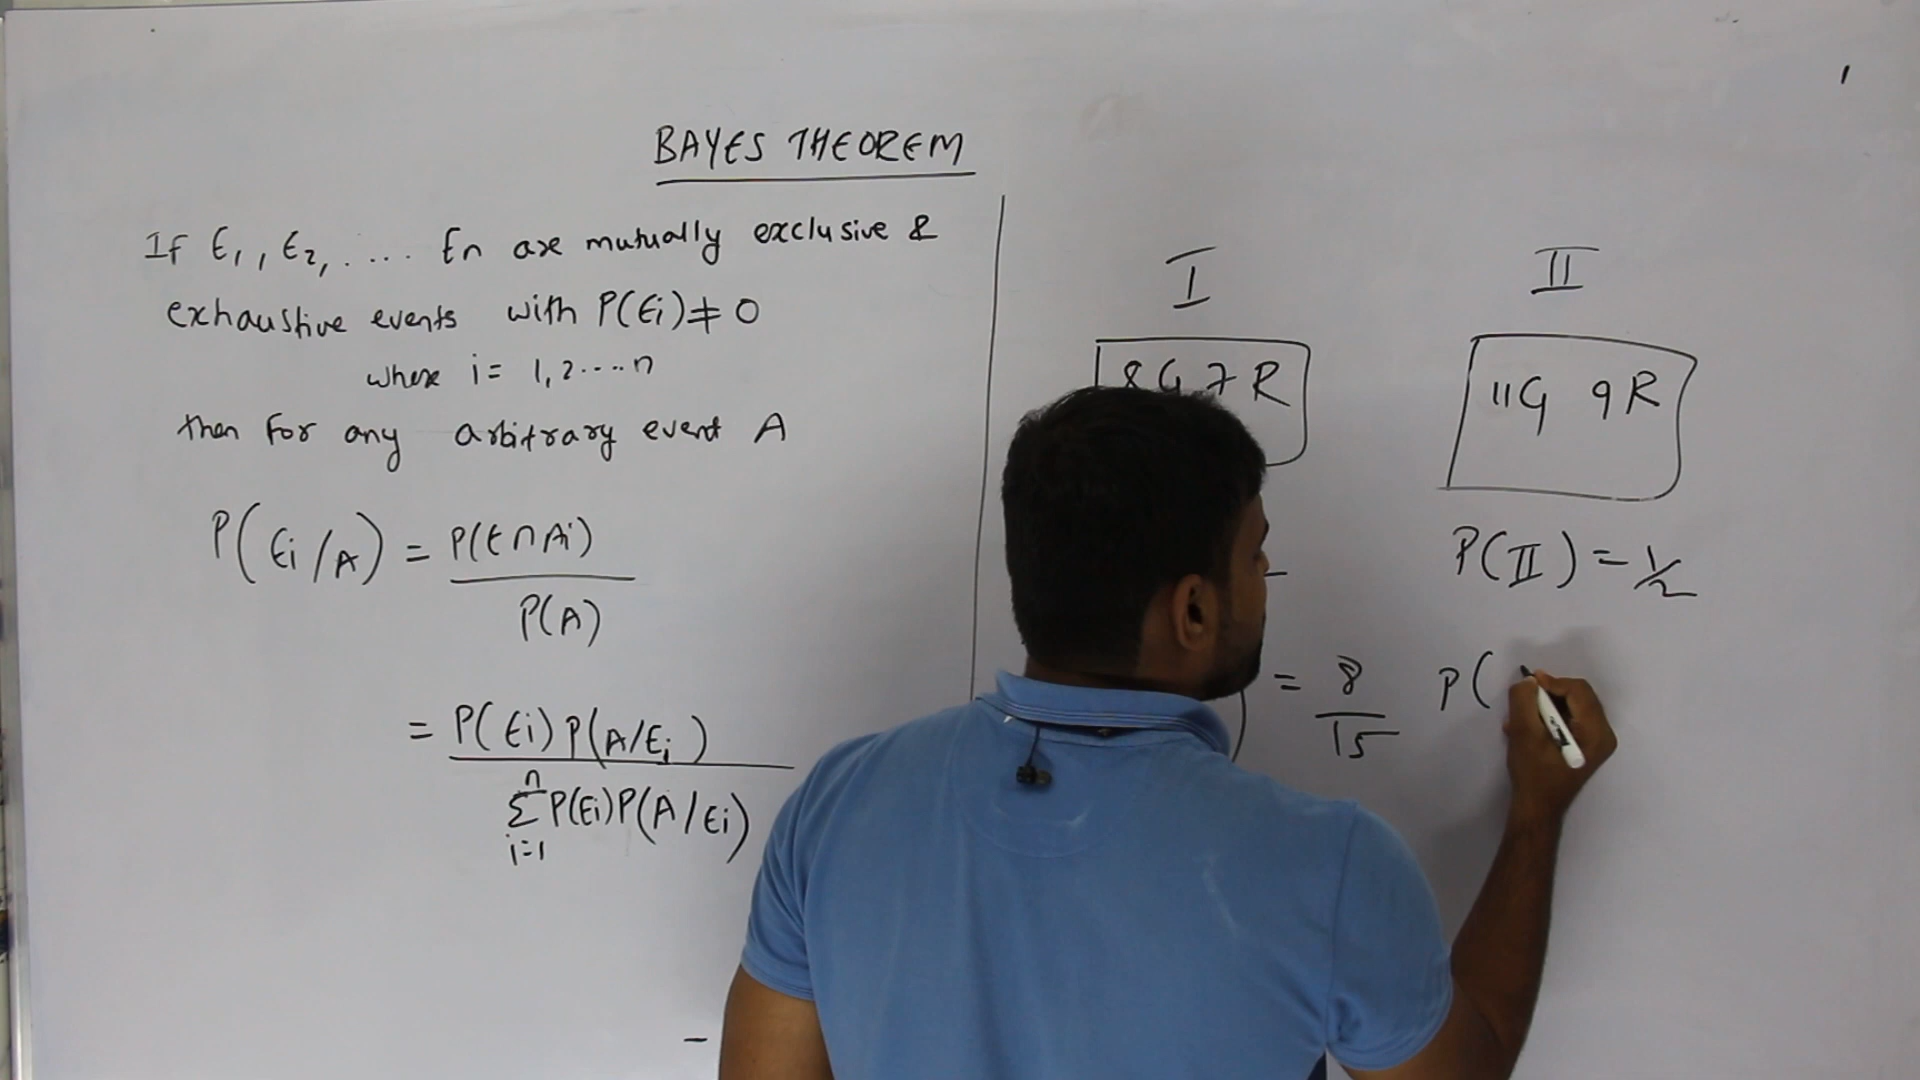 BAYES THEOREM
If E1, E2, .... En are mutually exclusive &
exhaustive events with P(Ei) ≠ 0
where i = 1, 2 .... n
then for any arbitrary event A
P(Ei/A) = P(E∩Ai)
P(A)
= P(Ei) P(A/Ei)
n
Σ P(Ei) P(A/Ei)
i=1
I
8G 7R
= 8
15
II
11G 9R
P(II) = 1/2
P(